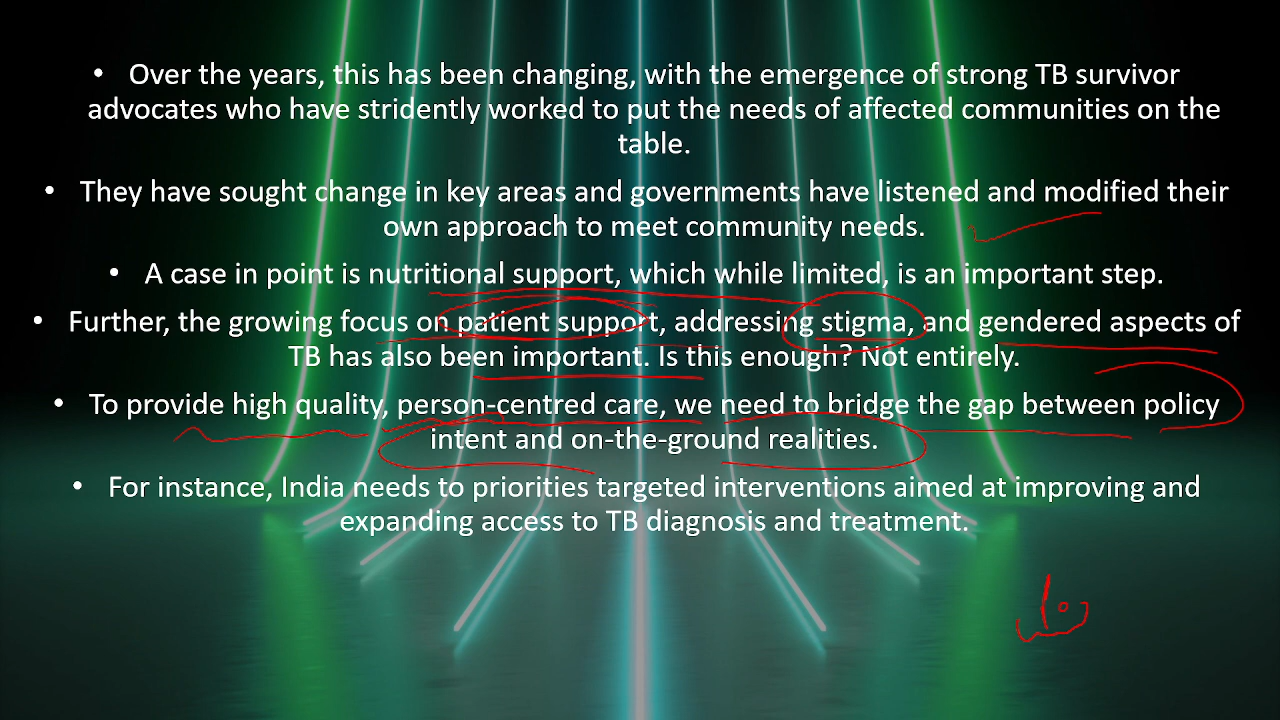 • Over the years, this has been changing, with the emergence of strong TB survivor
advocates who have stridently worked to put the needs of affected communities on the
table.
• They have sought change in key areas and governments have listened and modified their
own approach to meet community needs.
• A case in point is nutritional support, which while limited, is an important step.
• Further, the growing focus on patient support, addressing stigma, and gendered aspects of
TB has also been important. Is this enough? Not entirely.
• To provide high quality, person-centred care, we need to bridge the gap between policy
intent and on-the-ground realities.
• For instance, India needs to priorities targeted interventions aimed at improving and
expanding access to TB diagnosis and treatment.